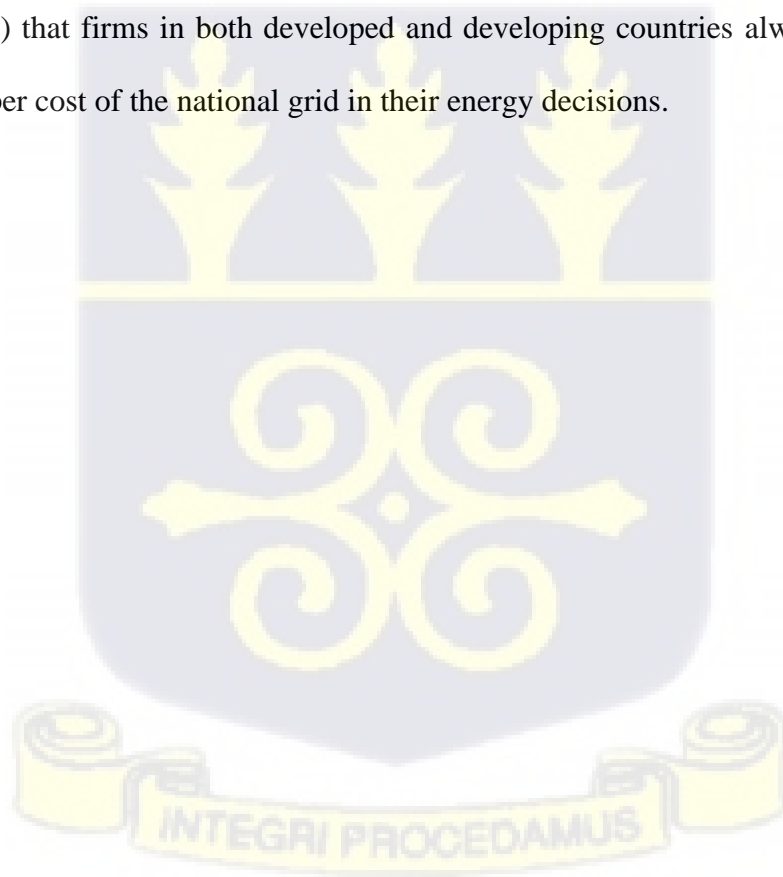 ) that firms in both developed and developing countries alw
per cost of the national grid in their energy decisions.
INTEGRI PROCEDAMUS